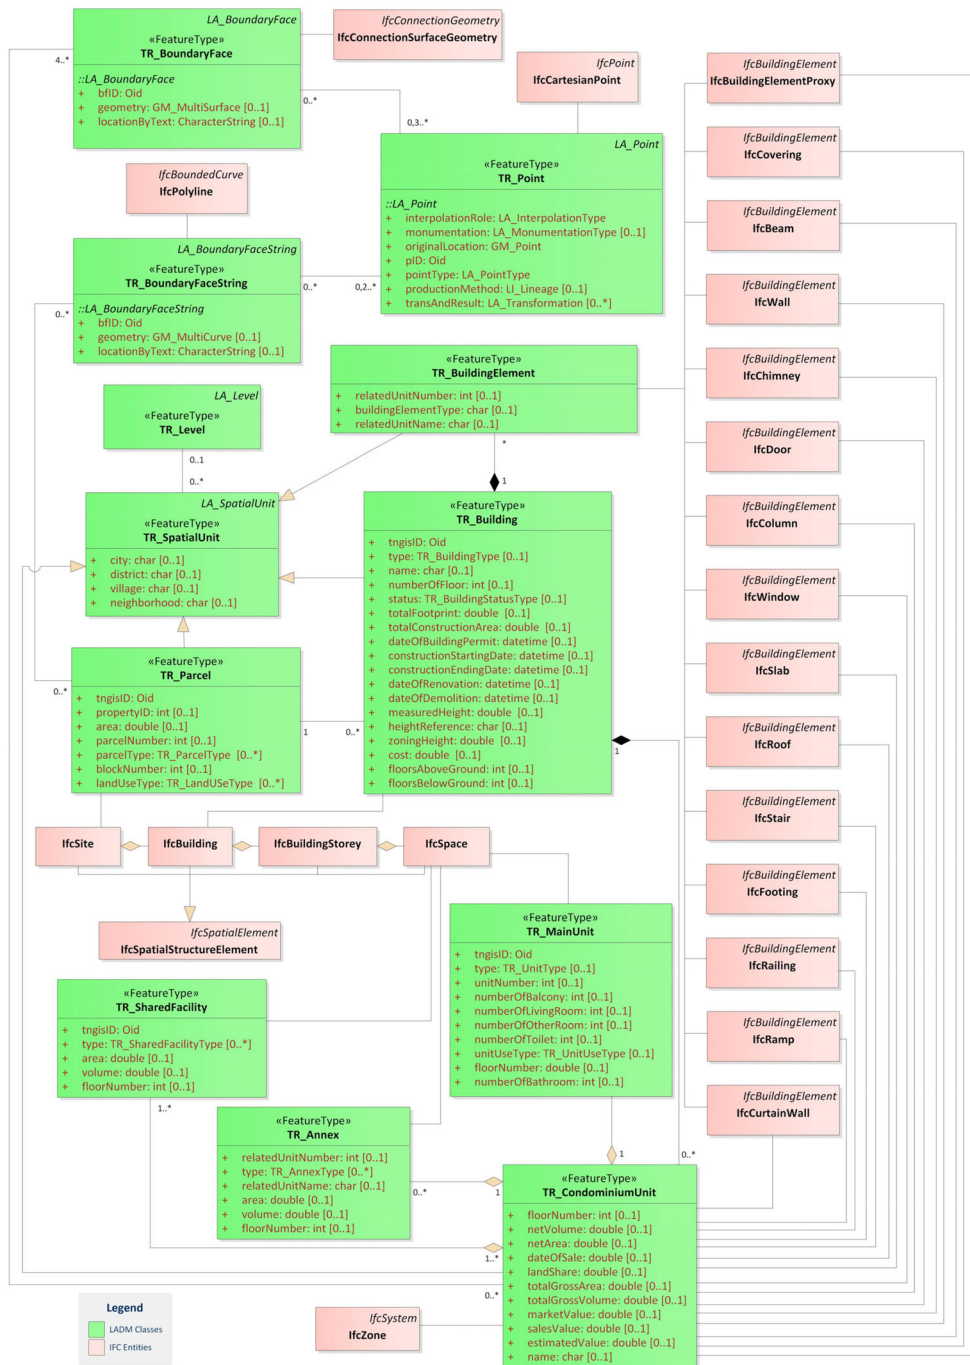 LA_BoundaryFace
«FeatureType»
TR_BoundaryFace
::LA_BoundaryFace
+ bfID: Oid
+ geometry: GM_MultiSurface [0..1]
+ locationByText: CharacterString [0..1]
4..*
0..*
IfcConnectionGeometry
IfcConnectionSurfaceGeometry
IfcPoint
IfcCartesianPoint
0,3..*
LA_Point
«FeatureType»
TR_Point
::LA_Point
+ interpolationRole: LA_InterpolationType
+ monumentation: LA_MonumentationType [0..1]
+ originalLocation: GM_Point
+ pID: Oid
+ pointType: LA_PointType
+ productionMethod: LI_Lineage [0..1]
+ transAndResult: LA_Transformation [0..*]
IfcBoundedCurve
IfcPolyline
LA_BoundaryFaceString
«FeatureType»
TR_BoundaryFaceString
::LA_BoundaryFaceString
+ bfID: Oid
+ geometry: GM_MultiCurve [0..1]
+ locationByText: CharacterString [0..1]
0..*
0..*
0,2..*
«FeatureType»
TR_BuildingElement
+ relatedUnitNumber: int [0..1]
+ buildingElementType: char [0..1]
+ relatedUnitName: char [0..1]
*
1
LA_Level
«FeatureType»
TR_Level
0..1
0..*
LA_SpatialUnit
«FeatureType»
TR_SpatialUnit
+ city: char [0..1]
+ district: char [0..1]
+ village: char [0..1]
+ neighborhood: char [0..1]
«FeatureType»
TR_Building
+ tngisID: Oid
+ type: TR_BuildingType [0..1]
+ name: char [0..1]
+ numberOfFloor: int [0..1]
+ status: TR_BuildingStatusType [0..1]
+ totalFootprint: double [0..1]
+ totalConstructionArea: double [0..1]
+ dateOfBuildingPermit: datetime [0..1]
+ constructionStartingDate: datetime [0..1]
+ constructionEndingDate: datetime [0..1]
+ dateOfRenovation: datetime [0..1]
+ dateOfDemolition: datetime [0..1]
+ measuredHeight: double [0..1]
+ heightReference: char [0..1]
+ zoningHeight: double [0..1]
+ cost: double [0..1]
+ floorsAboveGround: int [0..1]
+ floorsBelowGround: int [0..1]
1
«FeatureType»
TR_Parcel
+ tngisID: Oid
+ propertyID: int [0..1]
+ area: double [0..1]
+ parcelNumber: int [0..1]
+ parcelType: TR_ParcelType [0..*]
+ blockNumber: int [0..1]
+ landUseType: TR_LandUSeType [0..*]
0..*
1
0..*
IfcSite
IfcBuilding
IfcBuildingStorey
IfcSpace
IfcSpatialElement
IfcSpatialStructureElement
«FeatureType»
TR_SharedFacility
+ tngisID: Oid
+ type: TR_SharedFacilityType [0..*]
+ area: double [0..1]
+ volume: double [0..1]
+ floorNumber: int [0..1]
1..*
«FeatureType»
TR_MainUnit
+ tngisID: Oid
+ type: TR_UnitType [0..1]
+ unitNumber: int [0..1]
+ numberOfBalcony: int [0..1]
+ numberOfLivingRoom: int [0..1]
+ numberOfOtherRoom: int [0..1]
+ numberOfToilet: int [0..1]
+ unitUseType: TR_UnitUseType [0..1]
+ floorNumber: double [0..1]
+ numberOfBathroom: int [0..1]
«FeatureType»
TR_Annex
+ relatedUnitNumber: int [0..1]
+ type: TR_AnnexType [0..*]
+ relatedUnitName: char [0..1]
+ area: double [0..1]
+ volume: double [0..1]
+ floorNumber: int [0..1]
0..*
1
1
0..*
1..*
0..*
«FeatureType»
TR_CondominiumUnit
+ floorNumber: int [0..1]
+ netVolume: double [0..1]
+ netArea: double [0..1]
+ dateOfSale: double [0..1]
+ landShare: double [0..1]
+ totalGrossArea: double [0..1]
+ totalGrossVolume: double [0..1]
+ marketValue: double [0..1]
+ salesValue: double [0..1]
+ estimatedValue: double [0..1]
+ name: char [0..1]
IfcSystem
IfcZone
IfcBuildingElement
IfcBuildingElementProxy
IfcBuildingElement
IfcCovering
IfcBuildingElement
IfcBeam
IfcBuildingElement
IfcWall
IfcBuildingElement
IfcChimney
IfcBuildingElement
IfcDoor
IfcBuildingElement
IfcColumn
IfcBuildingElement
IfcWindow
IfcBuildingElement
IfcSlab
IfcBuildingElement
IfcRoof
IfcBuildingElement
IfcStair
IfcBuildingElement
IfcFooting
IfcBuildingElement
IfcRailing
IfcBuildingElement
IfcRamp
IfcBuildingElement
IfcCurtainWall
Legend
LADM Classes
IFC Entities